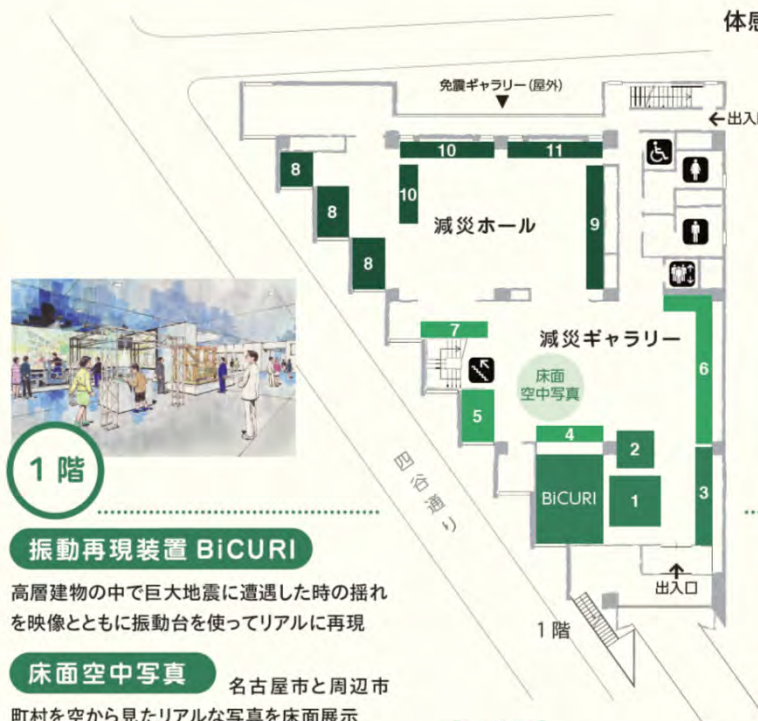 体感
免震ギャラリー（屋外）
▼
←出入口
10
11
8
10
8
減災ホール
9
8
7
減災ギャラリー
床面
空中写真
6
5
4
2
BiCURI
1
3
四谷通り
出入口
1階
1階
振動再現装置 BiCURI
高層建物の中で巨大地震に遭遇した時の揺れ
を映像とともに振動台を使ってリアルに再現
床面空中写真 名古屋市と周辺市
町村を空から見たリアルな写真を床面展示